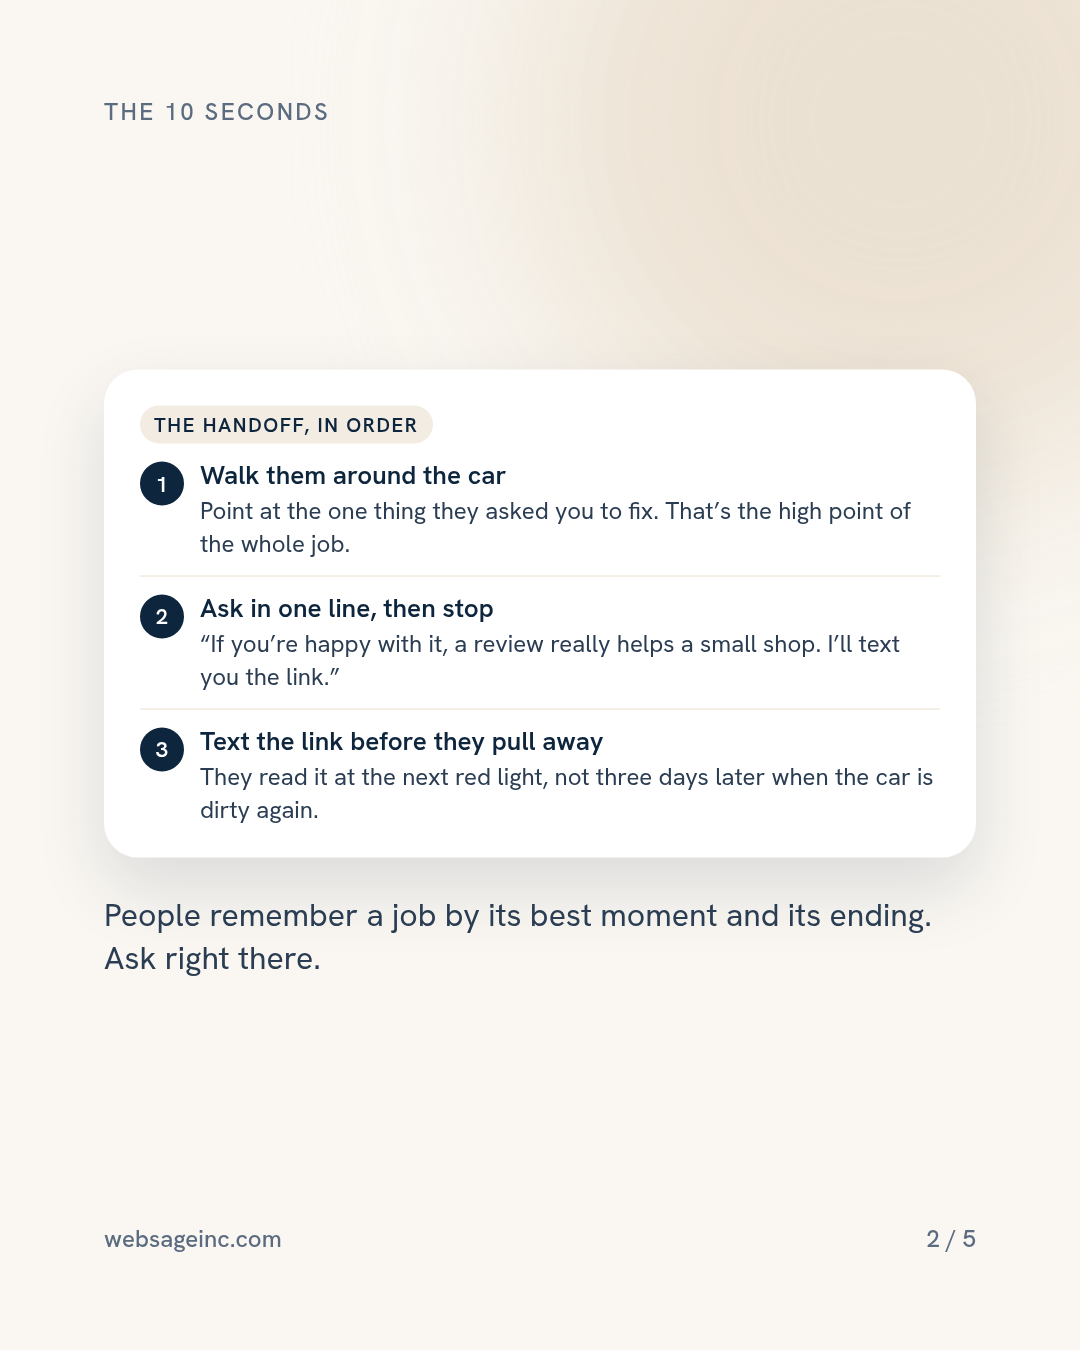 THE 10 SECONDS
THE HANDOFF, IN ORDER
1
Walk them around the car
Point at the one thing they asked you to fix. That’s the high point of
the whole job.
2
Ask in one line, then stop
“If you’re happy with it, a review really helps a small shop. I’ll text
you the link.”
3
Text the link before they pull away
They read it at the next red light, not three days later when the car is
dirty again.
People remember a job by its best moment and its ending.
Ask right there.
websageinc.com
2 / 5